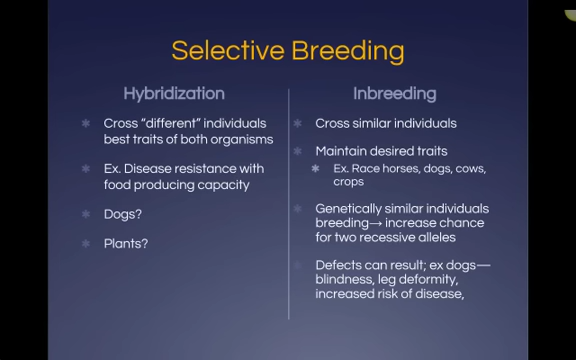 Selective Breeding
Hybridization
Cross "different" individuals
best traits of both organisms
Ex. Disease resistance with
food producing capacity
Dogs?
Plants?
Inbreeding
Cross similar individuals
Maintain desired traits
Ex. Race horses, dogs, cows,
crops
Genetically similar individuals
breeding→ increase chance
for two recessive alleles
Defects can result; ex dogs—
blindness, leg deformity,
increased risk of disease,